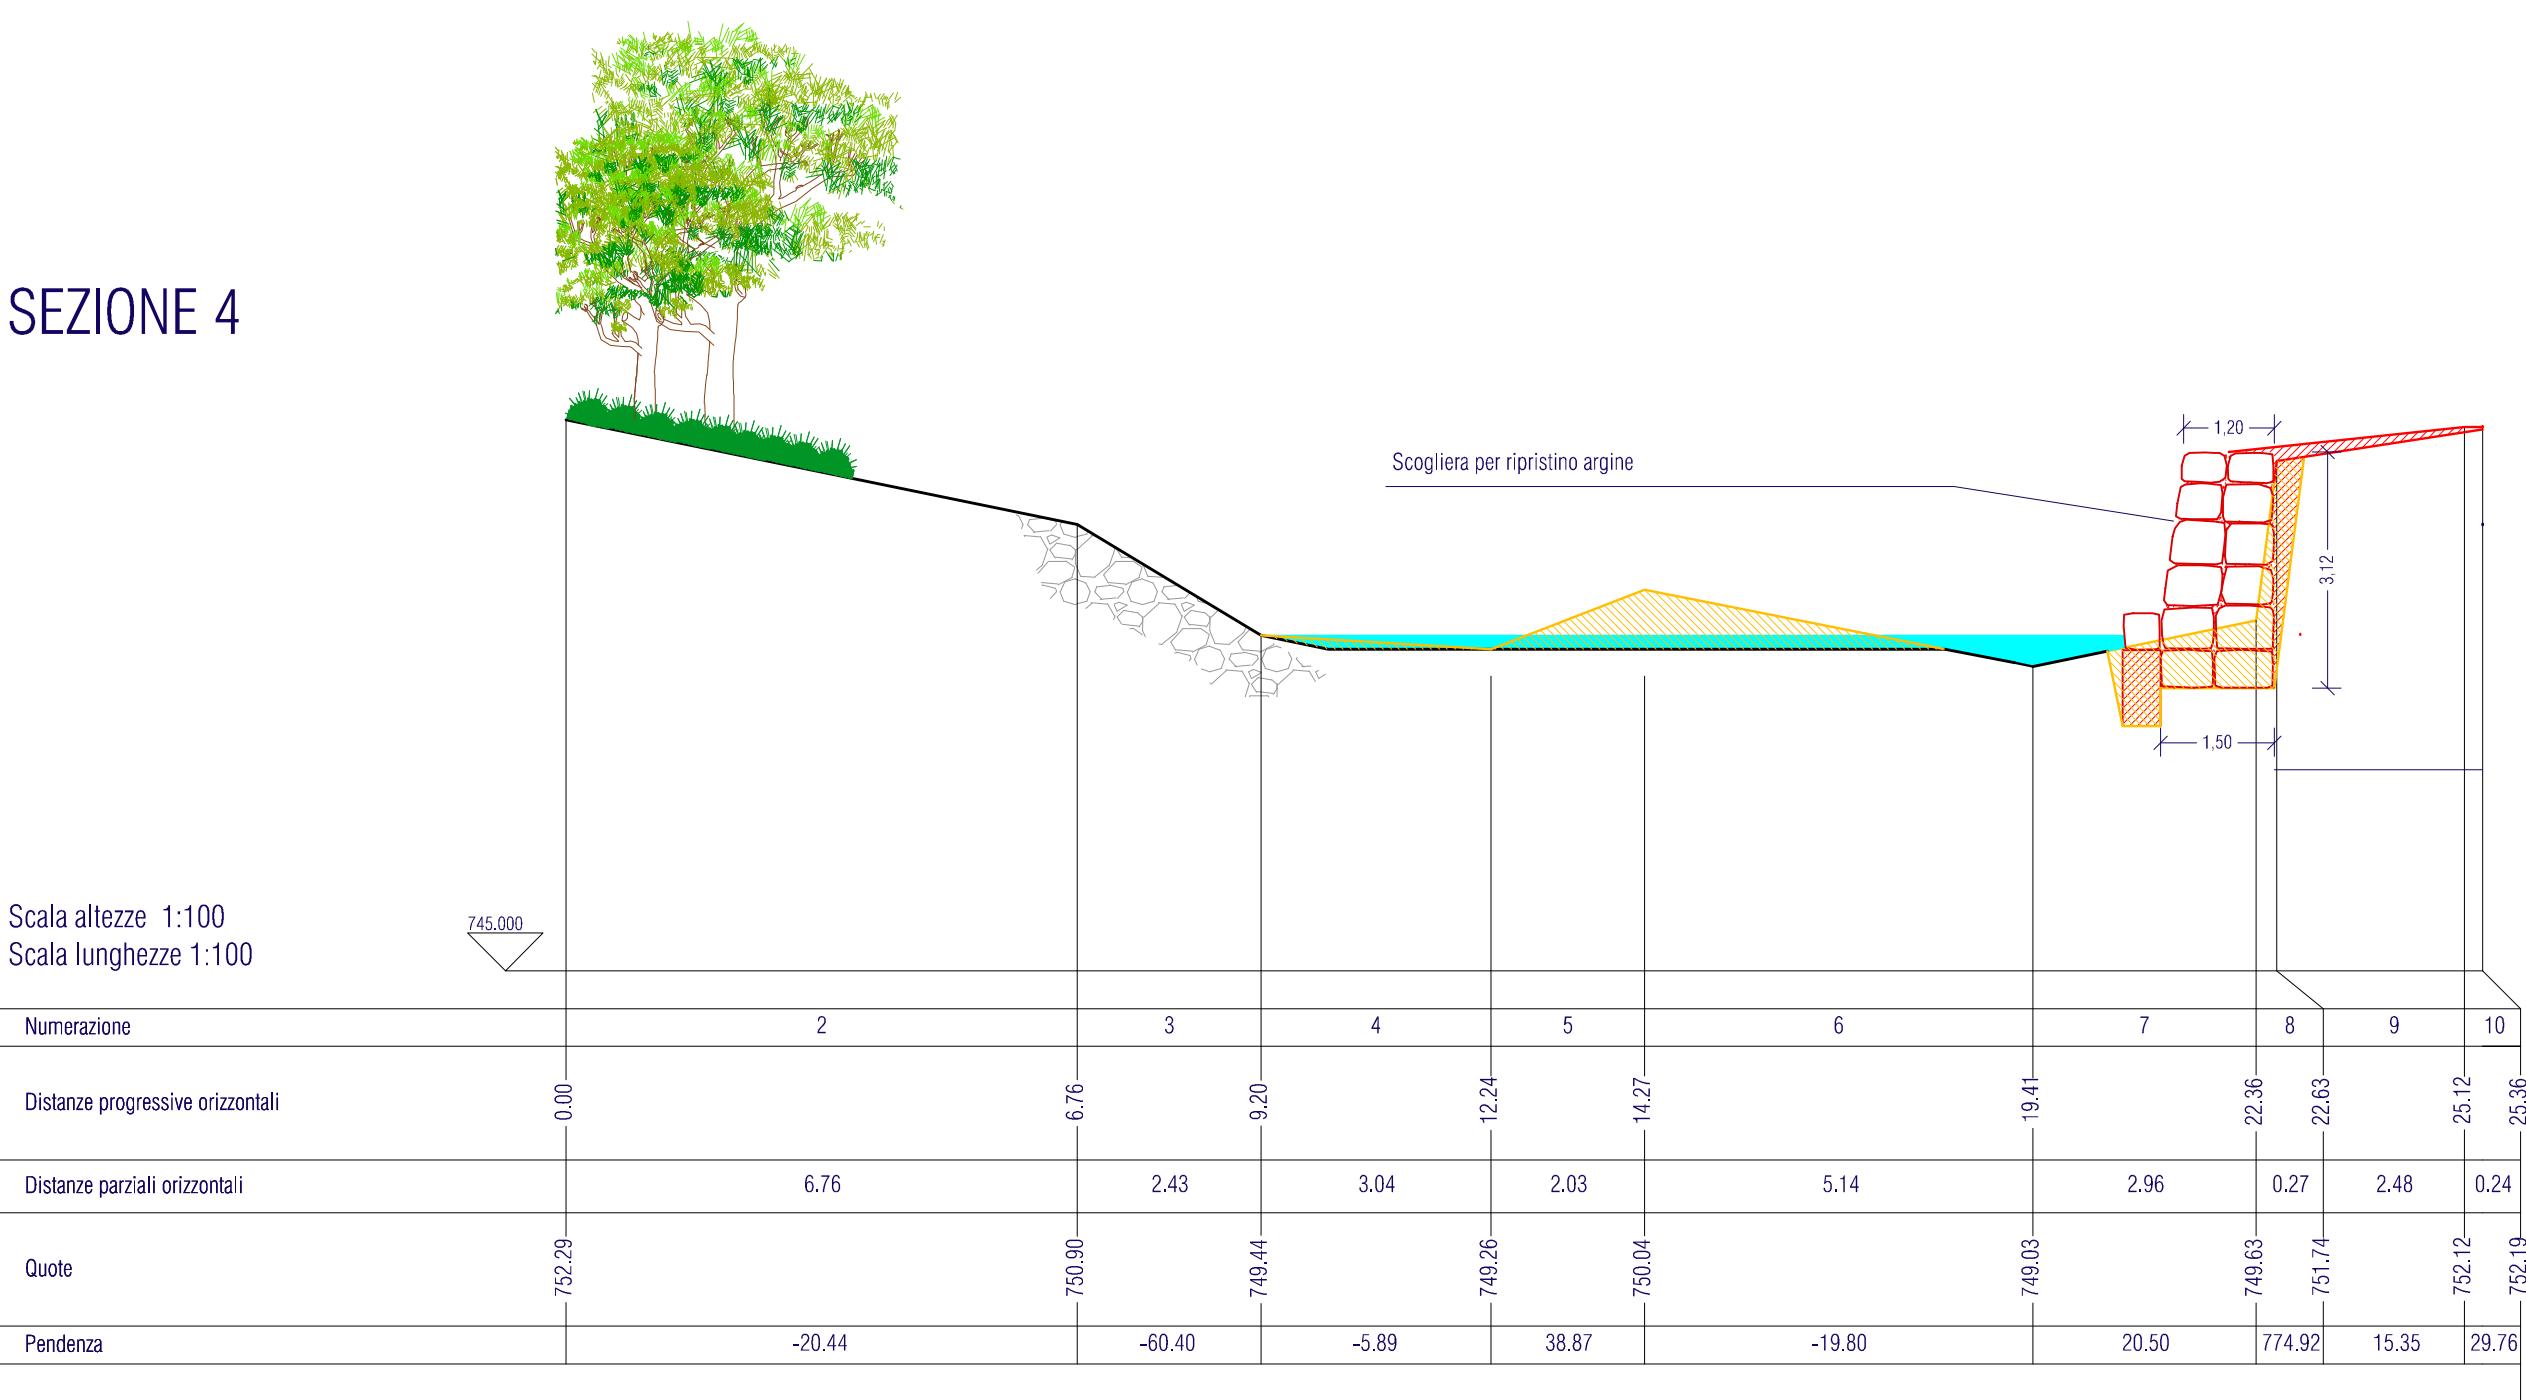 1,20
SEZIONE 4
Scogliera per ripristino argine
3,12
1,50
Scala altezze 1:100
Scala lunghezze 1:100
745.000
Numerazione 2 3 4 5 6 7 8 9 10
Distanze progressive orizzontali 0.00 6.76 9.20 12.24 14.27 19.41 22.36 22.63 25.12 25.36
Distanze parziali orizzontali 6.76 2.43 3.04 2.03 5.14 2.96 0.27 2.48 0.24
Quote 752.29 750.90 749.44 749.26 750.04 749.03 749.63 751.74 752.12 752.19
Pendenza -20.44 -60.40 -5.89 38.87 -19.80 20.50 774.92 15.35 29.76